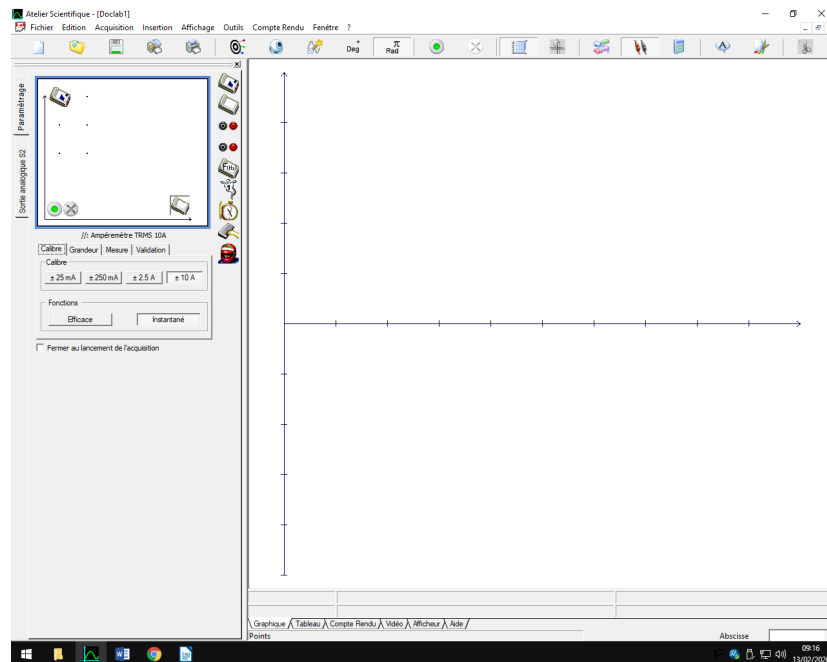 Atelier Scientifique - [Doclab1]
Fichier Edition Acquisition Insertion Affichage Outils Compte Rendu Fenêtre ?
Deg π Rad
Paramétrage
Sortie analogique S2
F(Hz)
//: Ampéremètre TRMS 10A
Calibre Grandeur Mesure Validation
Calibre
± 25 mA ± 250 mA ± 2.5 A ± 10 A
Fonctions
Efficace Instantané
Fermer au lancement de l'acquisition
Graphique Tableau Compte Rendu Vidéo Afficheur Aide
Points Abscisse
09:16